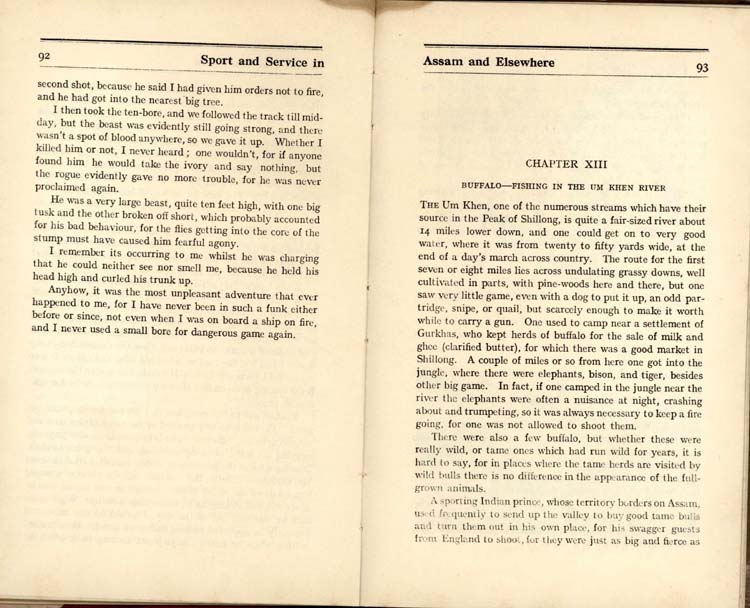 92
Sport and Service in
second shot, because he said I had given him orders not to fire,
and he had got into the nearest big tree.
I then took the ten-bore, and we followed the track till mid-
day, but the beast was evidently still going strong, and there
wasn't a spot of blood anywhere, so we gave it up. Whether I
killed him or not, I never heard; one wouldn't, for if anyone
found him he would take the ivory and say nothing, but
the rogue evidently gave no more trouble, for he was never
proclaimed again.
He was a very large beast, quite ten feet high, with one big
tusk and the other broken off short, which probably accounted
for his bad behaviour, for the flies getting into the core of the
stump must have caused him fearful agony.
I remember its occurring to me whilst he was charging
that he could neither see nor smell me, because he held his
head high and curled his trunk up.
Anyhow, it was the most unpleasant adventure that ever
happened to me, for I have never been in such a funk either
before or since, not even when I was on board a ship on fire,
and I never used a small bore for dangerous game again.
Assam and Elsewhere
93
CHAPTER XIII
BUFFALO—FISHING IN THE UM KHEN RIVER
THE Um Khen, one of the numerous streams which have their
source in the Peak of Shillong, is quite a fair-sized river about
14 miles lower down, and one could get on to very good
water, where it was from twenty to fifty yards wide, at the
end of a day's march across country. The route for the first
seven or eight miles lies across undulating grassy downs, well
cultivated in parts, with pine-woods here and there, but one
saw very little game, even with a dog to put it up, an odd par-
tridge, snipe, or quail, but scarcely enough to make it worth
while to carry a gun. One used to camp near a settlement of
Gurkhas, who kept herds of buffalo for the sale of milk and
ghee (clarified butter), for which there was a good market in
Shillong. A couple of miles or so from here one got into the
jungle, where there were elephants, bison, and tiger, besides
other big game. In fact, if one camped in the jungle near the
river the elephants were often a nuisance at night, crashing
about and trumpeting, so it was always necessary to keep a fire
going, for one was not allowed to shoot them.
There were also a few buffalo, but whether these were
really wild, or tame ones which had run wild for years, it is
hard to say, for in places where the tame herds are visited by
wild bulls there is no difference in the appearance of the full-
grown animals.
A sporting Indian prince, whose territory borders on Assam,
used frequently to send up the valley to buy good tame bulls
and turn them out in his own place, for his swagger guests
from England to shoot, for they were just as big and fierce as